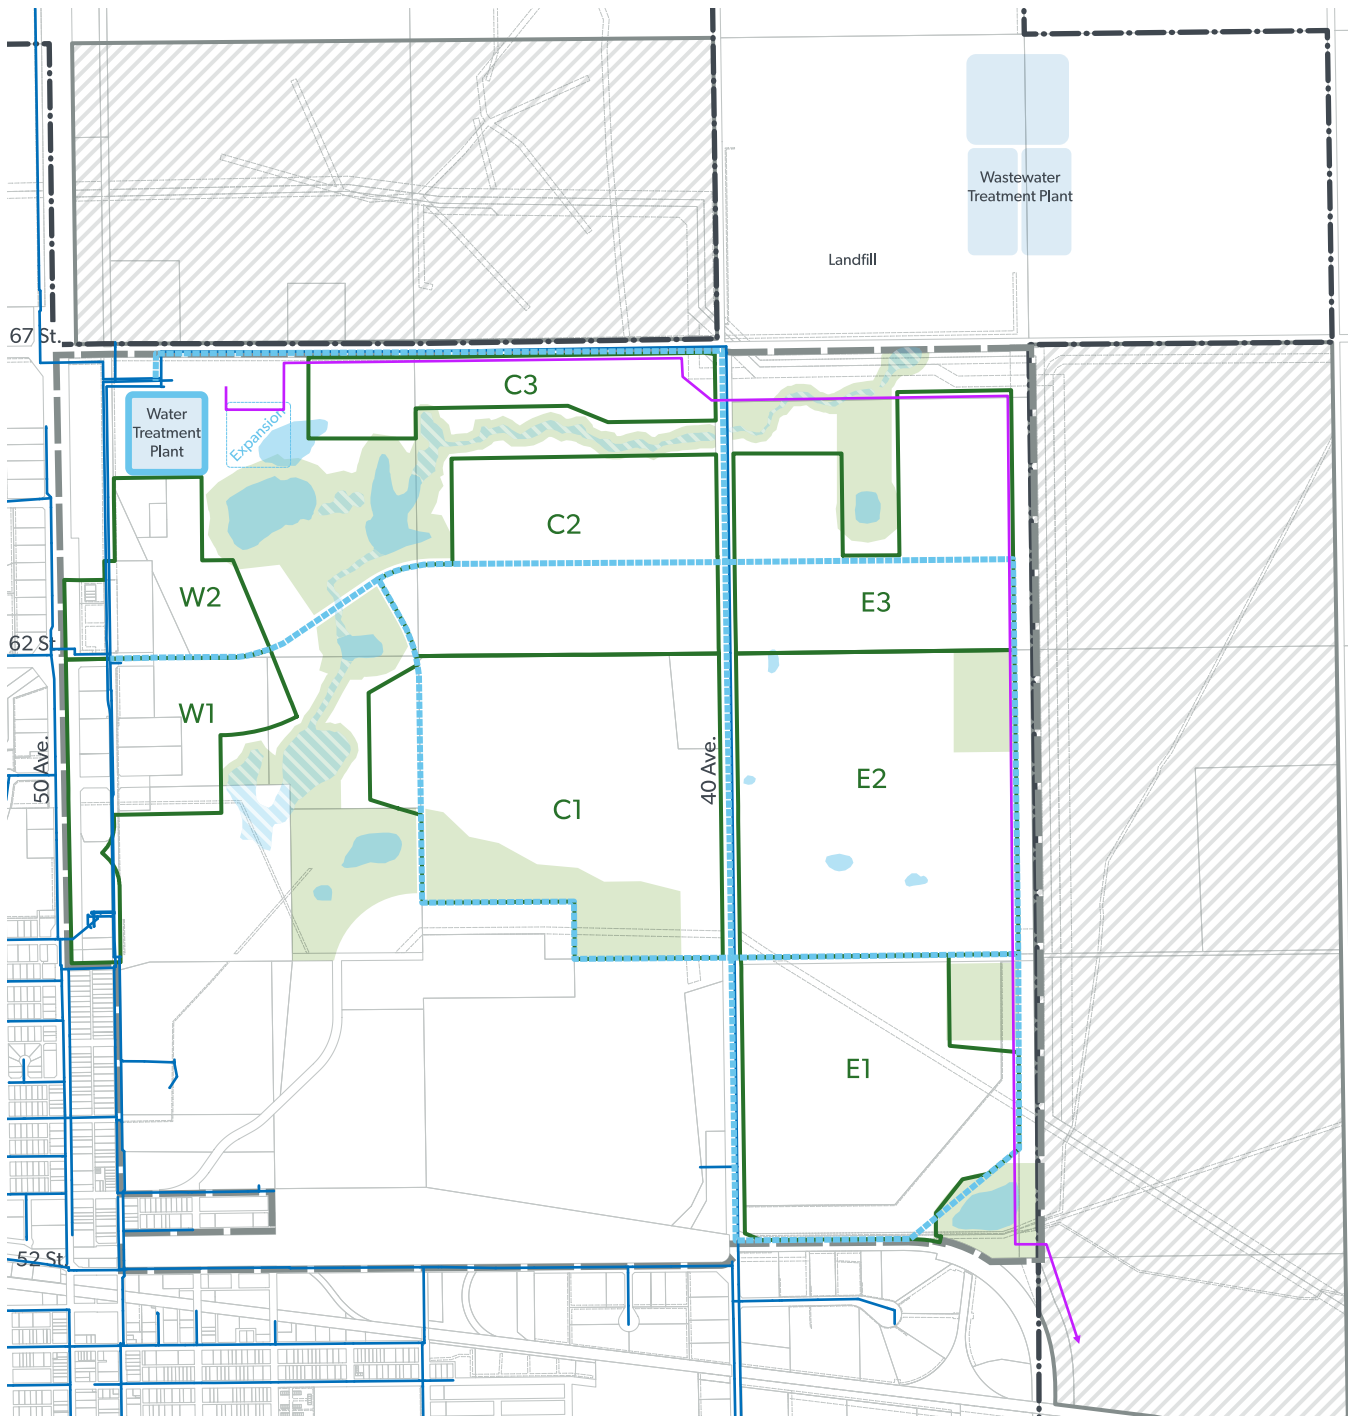 Wastewater
Treatment Plant
Landfill
67 St.
C3
Water
Treatment
Plant
Expansion
C2
W2
E3
62 St.
W1
50 Ave.
40 Ave.
E2
C1
E1
52 St.